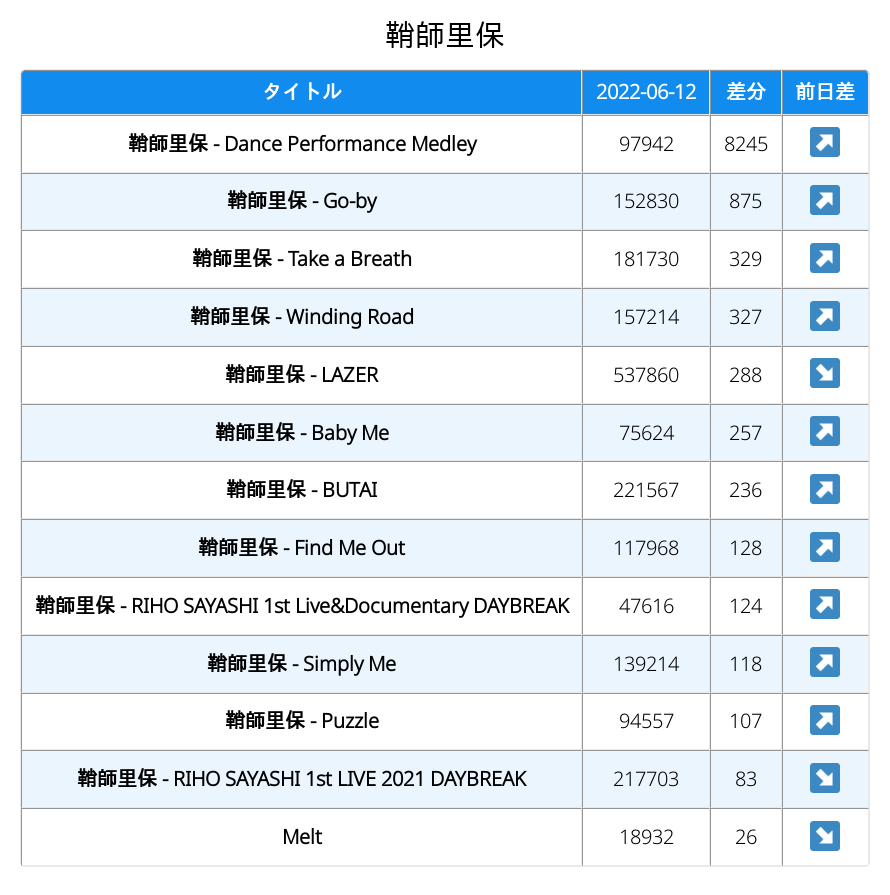 鞘師里保
タイトル 2022-06-12 差分 前日差
鞘師里保 - Dance Performance Medley 97942 8245
鞘師里保 - Go-by 152830 875
鞘師里保 - Take a Breath 181730 329
鞘師里保 - Winding Road 157214 327
鞘師里保 - LAZER 537860 288
鞘師里保 - Baby Me 75624 257
鞘師里保 - BUTAI 221567 236
鞘師里保 - Find Me Out 117968 128
鞘師里保 - RIHO SAYASHI 1st Live&Documentary DAYBREAK 47616 124
鞘師里保 - Simply Me 139214 118
鞘師里保 - Puzzle 94557 107
鞘師里保 - RIHO SAYASHI 1st LIVE 2021 DAYBREAK 217703 83
Melt 18932 26